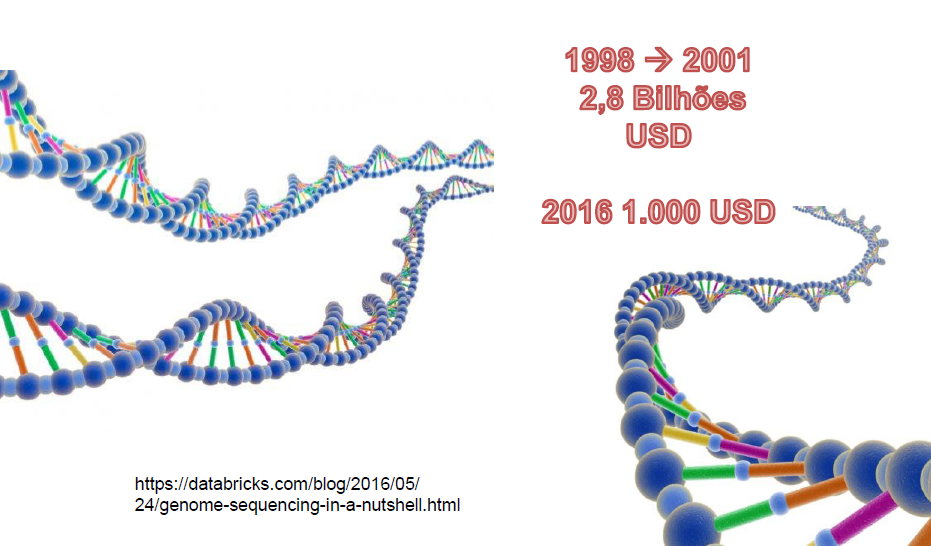 1998 → 2001
2,8 Bilhões
USD
2016 1.000 USD
https://databricks.com/blog/2016/05/
24/genome-sequencing-in-a-nutshell.html